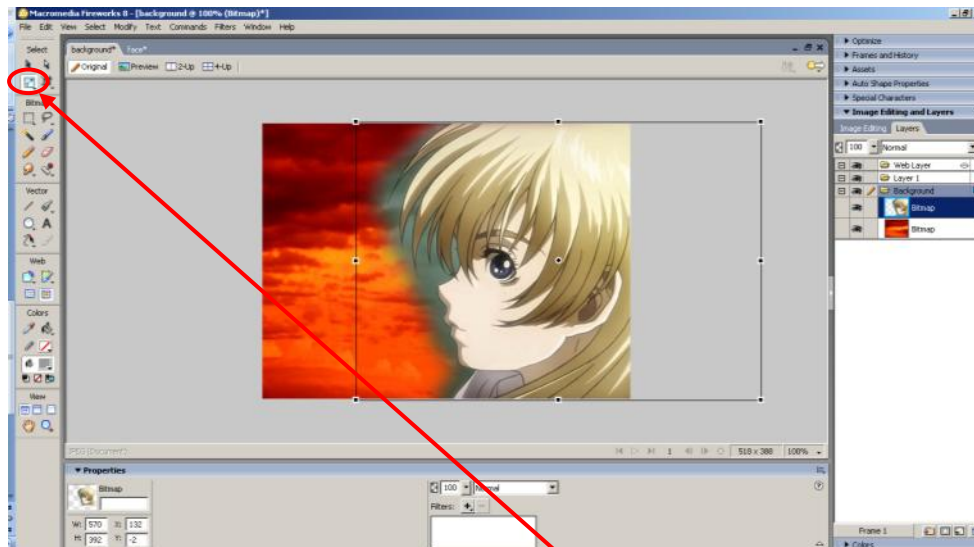 Macromedia Fireworks 8 - [background @ 100% (Bitmap)*]
File Edit View Select Modify Text Commands Filters Window Help
Select
background* face*
Original Preview 2-Up 4-Up
Bitmap
Vector
Web
Colors
View
JPEG (Document)
1
518 x 388
100%
Properties
Bitmap
W: 570 X: 132
H: 392 Y: -2
100 Normal
Filters:
Optimize
Frames and History
Assets
Auto Shape Properties
Special Characters
Image Editing and Layers
Image Editing Layers
100 Normal
Web Layer
Layer 1
Background
Bitmap
Bitmap
Frame 1
Colors